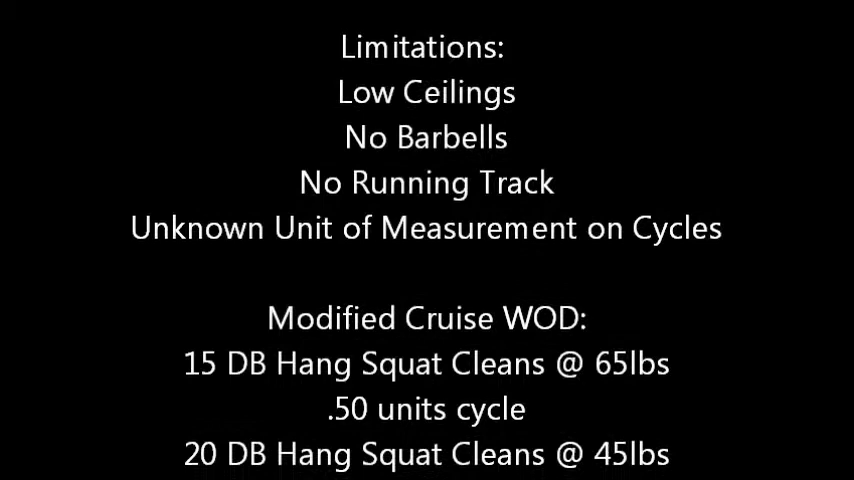 Limitations:
Low Ceilings
No Barbells
No Running Track
Unknown Unit of Measurement on Cycles
Modified Cruise WOD:
15 DB Hang Squat Cleans @ 65lbs
.50 units cycle
20 DB Hang Squat Cleans @ 45lbs